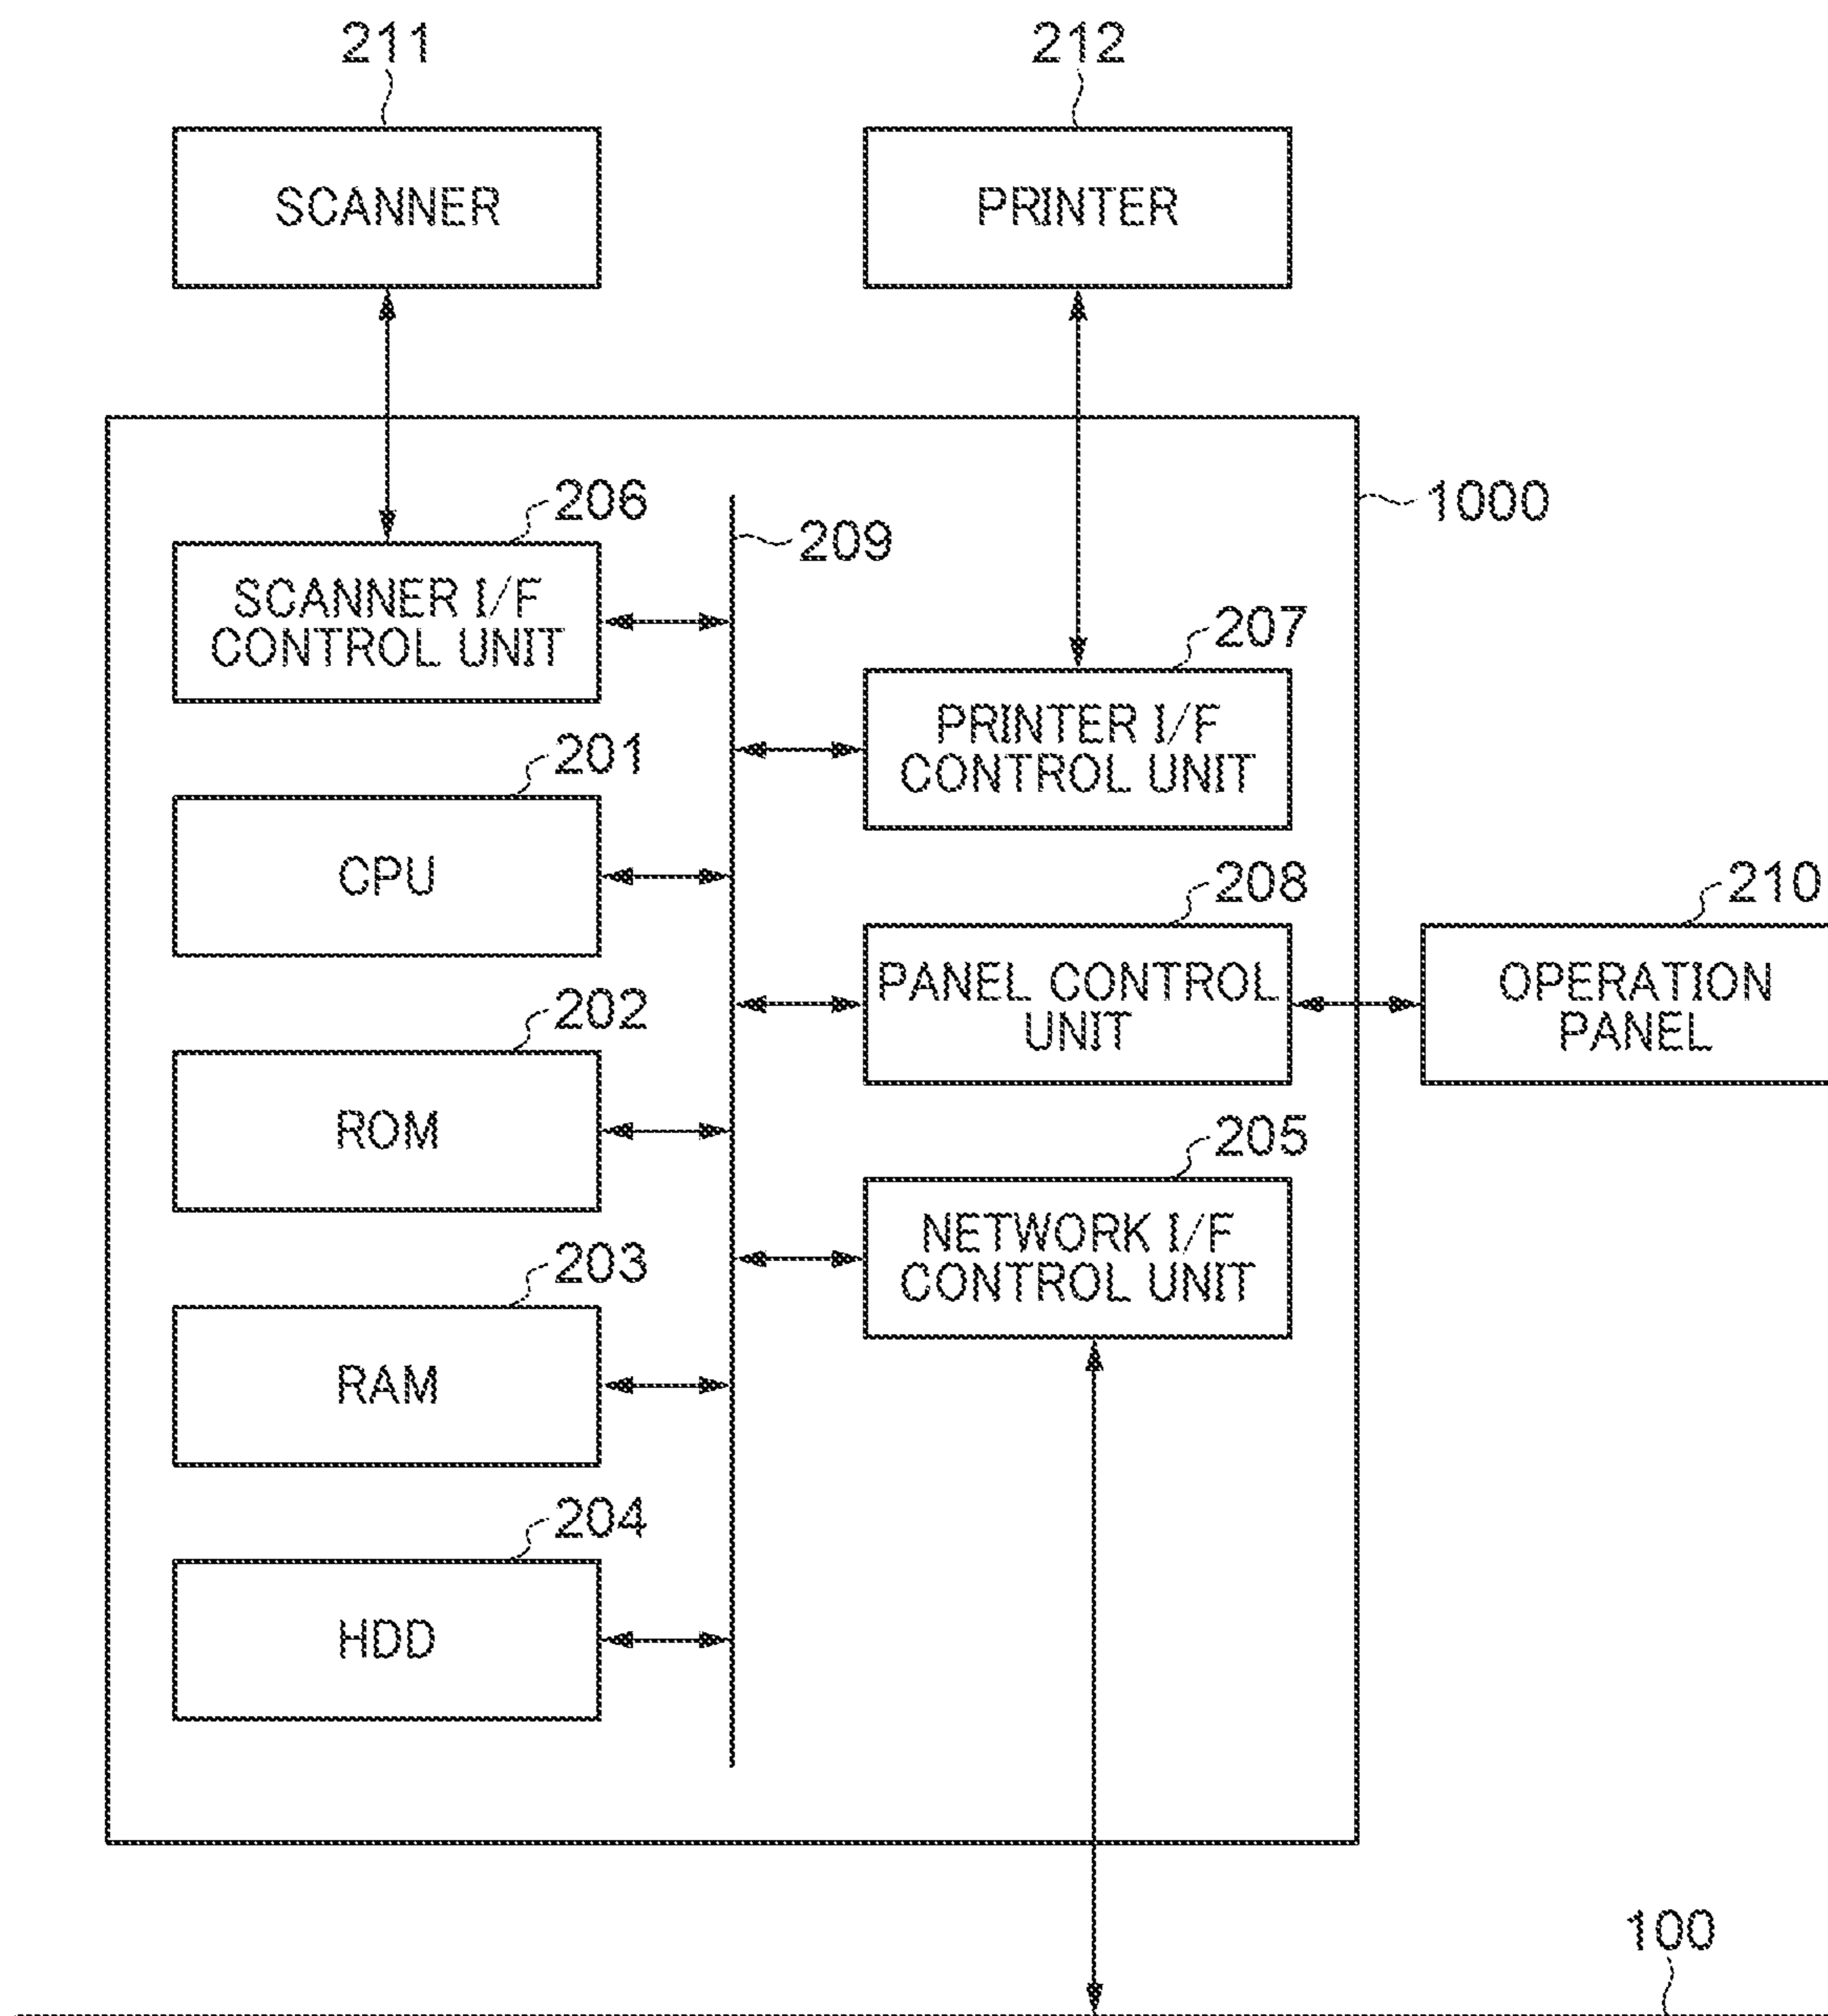 211
212
SCANNER
PRINTER
206
1000
209
SCANNER I/F
CONTROL UNIT
207
PRINTER I/F
CONTROL UNIT
201
CPU
208
210
PANEL CONTROL
UNIT
OPERATION
PANEL
202
ROM
205
NETWORK I/F
CONTROL UNIT
203
RAM
204
HDD
100